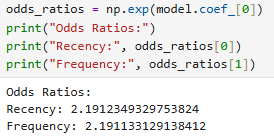 odds_ratios = np.exp(model.coef_[0])
print("Odds Ratios:")
print("Recency:", odds_ratios[0])
print("Frequency:", odds_ratios[1])
Odds Ratios:
Recency: 2.1912349329753824
Frequency: 2.191133129138412